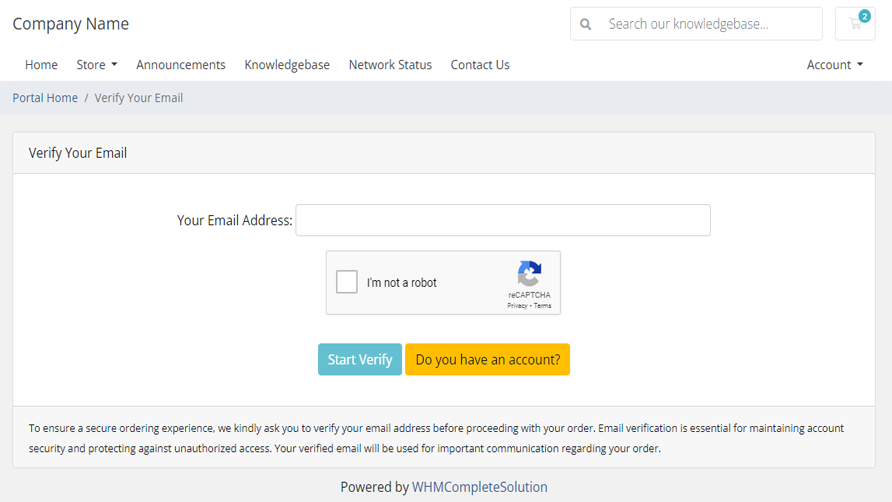 Company Name
Search our knowledgebase...
2
Home Store Announcements Knowledgebase Network Status Contact Us Account
Portal Home / Verify Your Email
Verify Your Email
Your Email Address:
I'm not a robot
reCAPTCHA
Privacy - Terms
Start Verify Do you have an account?
To ensure a secure ordering experience, we kindly ask you to verify your email address before proceeding with your order. Email verification is essential for maintaining account
security and protecting against unauthorized access. Your verified email will be used for important communication regarding your order.
Powered by WHMCompleteSolution